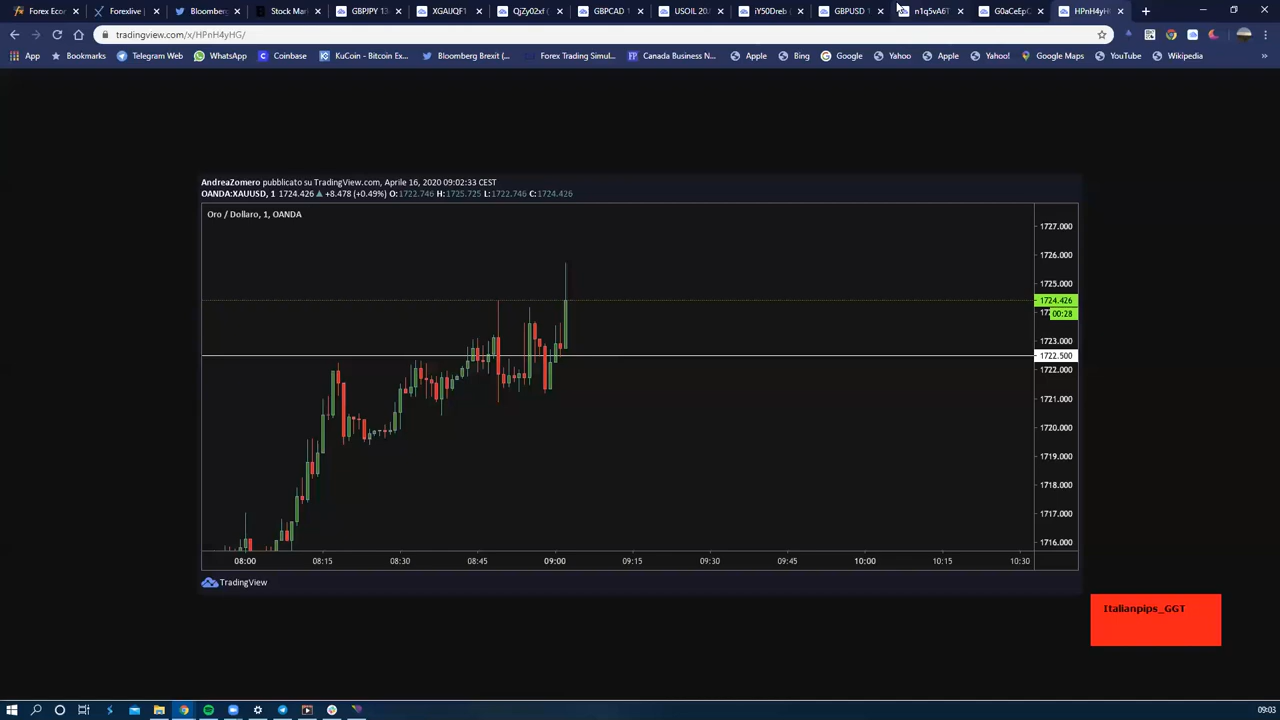 Forex Eco
Forexlive
Bloomberg
Stock Mar
GBPJPY 13
XGAUQF1
QjZy02xf
GBPCAD
USOIL 20.
iY50Dreb
GBPUSD
n1q5vA6T
G0aCeEpC
HPnH4yH
tradingview.com/x/HPnH4yHG/
App
Bookmarks
Telegram Web
WhatsApp
Coinbase
KuCoin - Bitcoin Ex...
Bloomberg Brexit (...
Forex Trading Simul...
Canada Business N...
Apple
Bing
Google
Yahoo
Apple
Yahoo!
Google Maps
YouTube
Wikipedia
»
AndreaZomero pubblicato su TradingView.com, Aprile 16, 2020 09:02:33 CEST
OANDA:XAUUSD, 1 1724.426 ▲ +8.478 (+0.49%) O:1722.746 H:1725.725 L:1722.746 C:1724.426
Oro / Dollaro, 1, OANDA
1727.000
1726.000
1725.000
1724.426
00:28
1723.000
1722.500
1722.000
1721.000
1720.000
1719.000
1718.000
1717.000
1716.000
08:00
08:15
08:30
08:45
09:00
09:15
09:30
09:45
10:00
10:15
10:30
TradingView
Italianpips_GGT
09:03